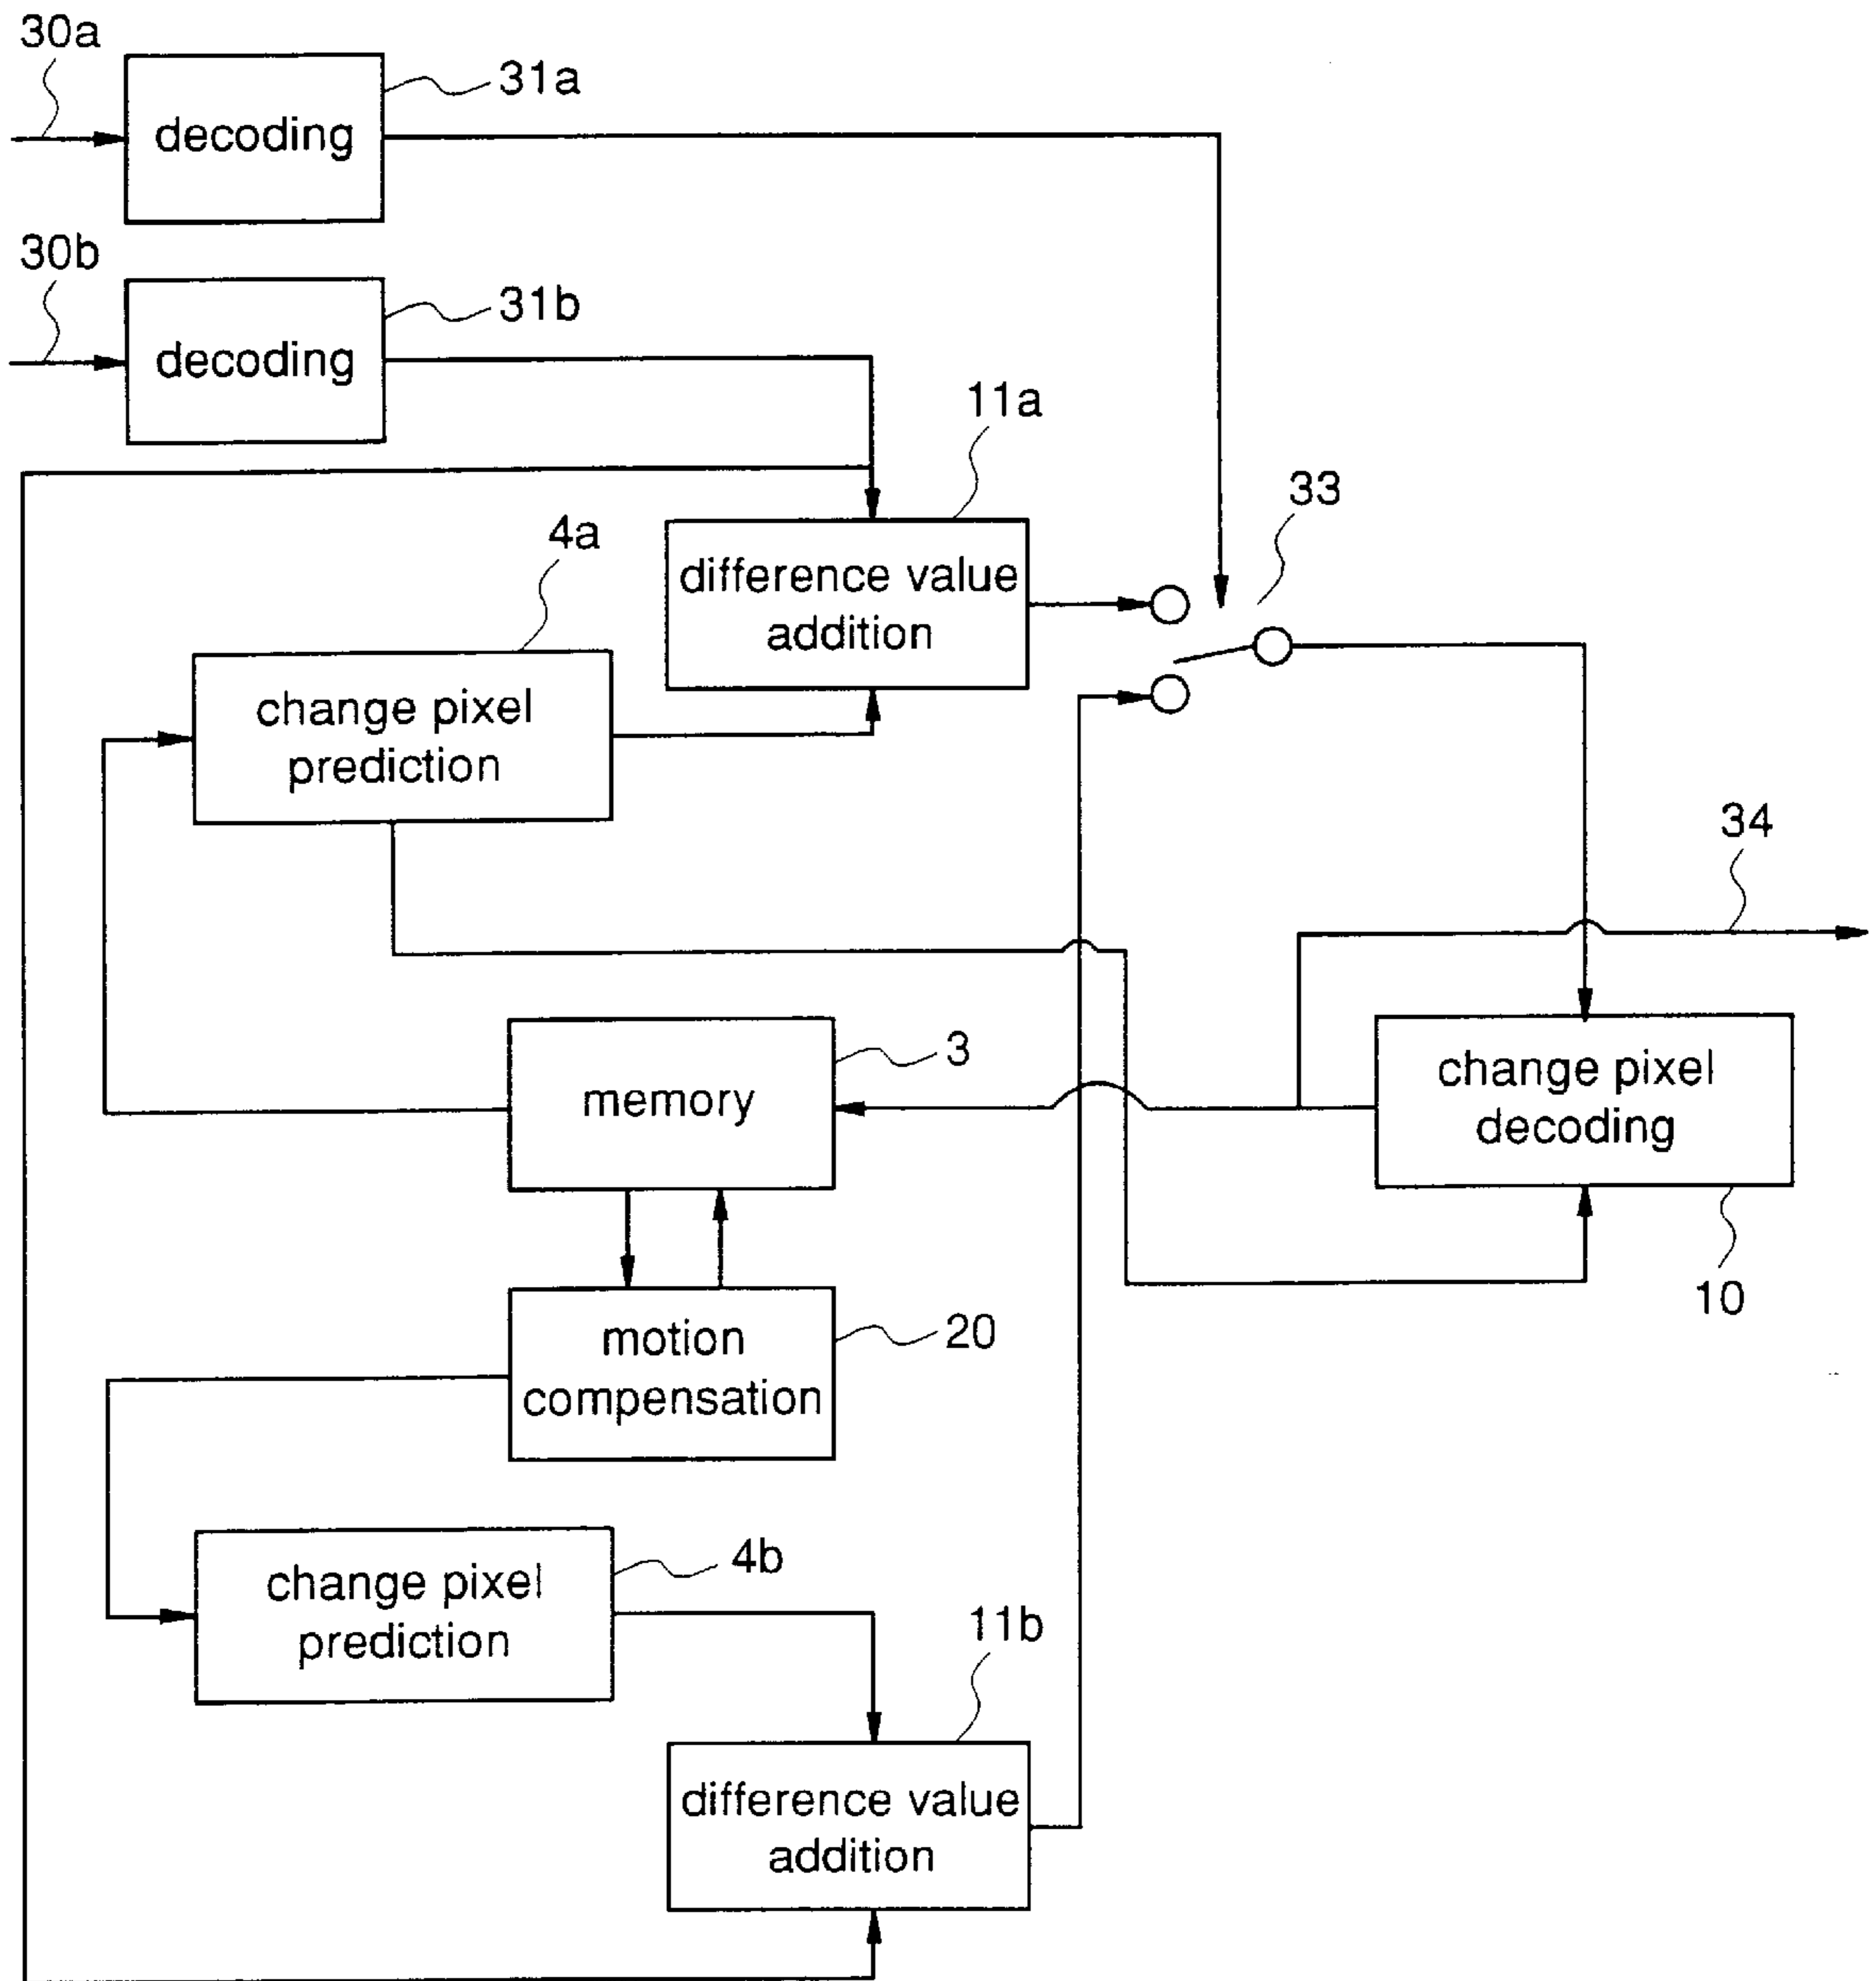 30a
31a
decoding
30b
31b
decoding
11a
33
4a
difference value
addition
change pixel
prediction
34
3
memory
change pixel
decoding
10
20
motion
compensation
4b
change pixel
prediction
11b
difference value
addition